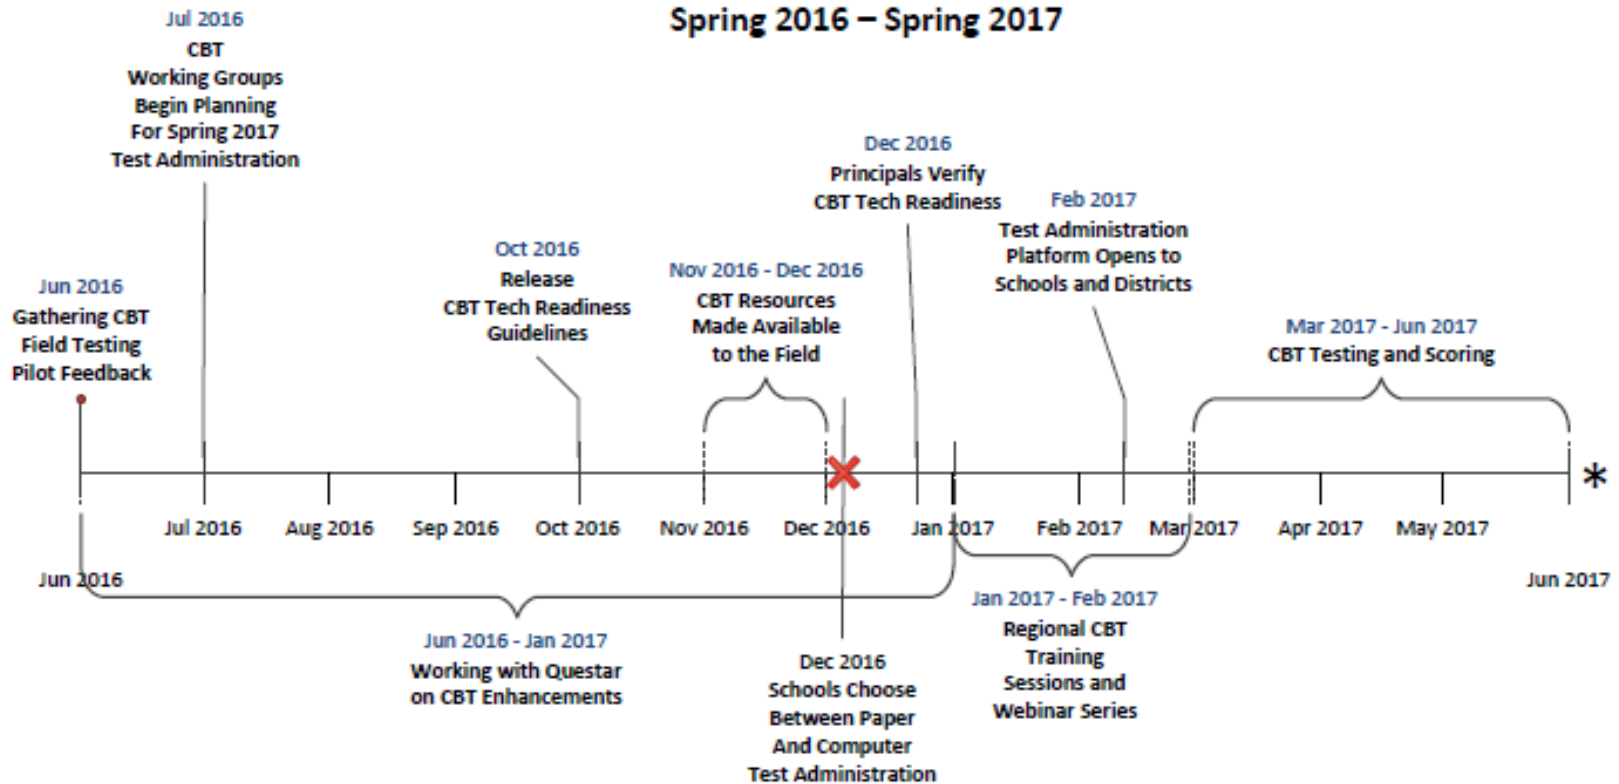 Spring 2016 – Spring 2017
Jul 2016
CBT
Working Groups
Begin Planning
For Spring 2017
Test Administration
Dec 2016
Principals Verify
CBT Tech Readiness
Feb 2017
Test Administration
Platform Opens to
Schools and Districts
Oct 2016
Release
CBT Tech Readiness
Guidelines
Nov 2016 - Dec 2016
CBT Resources
Made Available
to the Field
Jun 2016
Gathering CBT
Field Testing
Pilot Feedback
Mar 2017 - Jun 2017
CBT Testing and Scoring
*
Jul 2016
Aug 2016
Sep 2016
Oct 2016
Nov 2016
Dec 2016
Jan 2017
Feb 2017
Mar 2017
Apr 2017
May 2017
Jun 2016
Jun 2017
Jun 2016 - Jan 2017
Working with Questar
on CBT Enhancements
Dec 2016
Schools Choose
Between Paper
And Computer
Test Administration
Jan 2017 - Feb 2017
Regional CBT
Training
Sessions and
Webinar Series